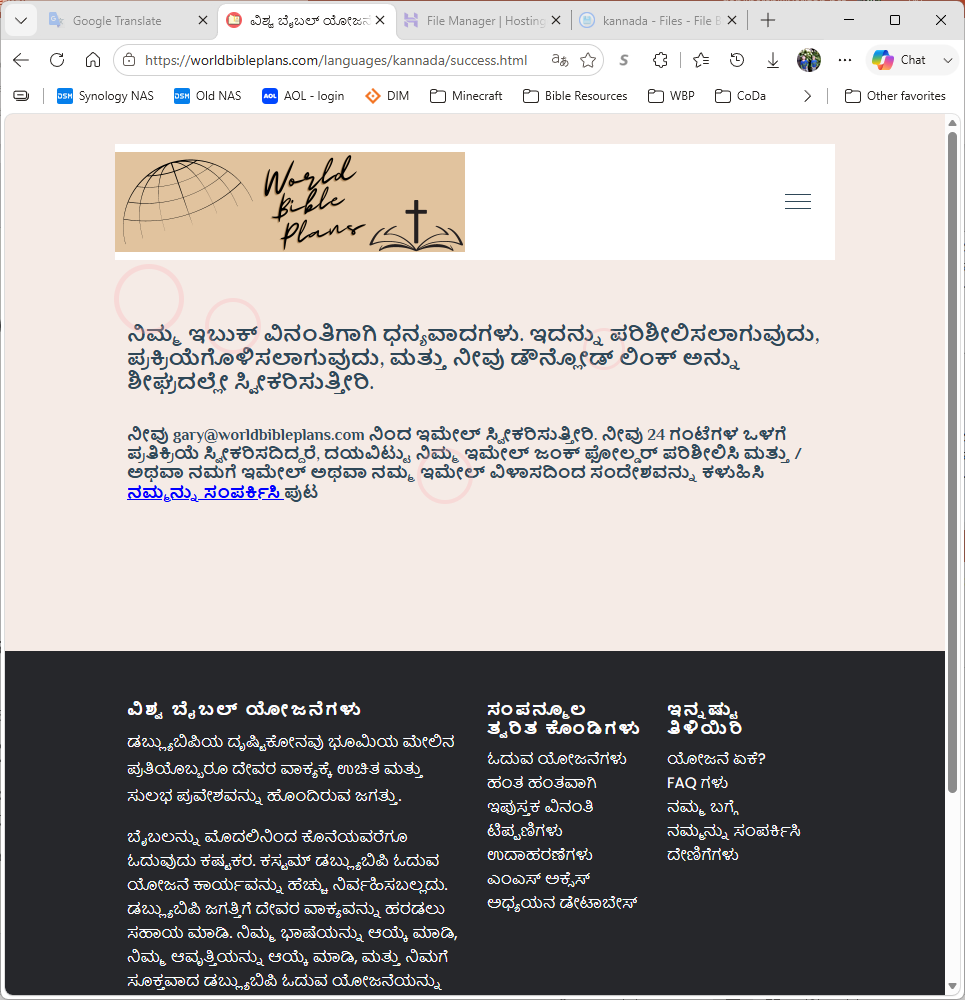 Google Translate
ವಿಶ್ವ ಬೈಬಲ್ ಯೋಜನ
File Manager | Hosting
kannada - Files - File B
https://worldbibleplans.com/languages/kannada/success.html
Chat
Synology NAS
Old NAS
AOL - login
DIM
Minecraft
Bible Resources
WBP
CoDa
Other favorites
World
Bible
Plans
ನಿಮ್ಮ ಇಬುಕ್ ವಿನಂತಿಗಾಗಿ ಧನ್ಯವಾದಗಳು. ಇದನ್ನು ಪರಿಶೀಲಿಸಲಾಗುವುದು,
ಪ್ರಕ್ರಿಯೆಗೊಳಿಸಲಾಗುವುದು, ಮತ್ತು ನೀವು ಡೌನ್ಲೋಡ್ ಲಿಂಕ್ ಅನ್ನು
ಶೀಘ್ರದಲ್ಲೇ ಸ್ವೀಕರಿಸುತ್ತೀರಿ.
ನೀವು gary@worldbibleplans.com ನಿಂದ ಇಮೇಲ್ ಸ್ವೀಕರಿಸುತ್ತೀರಿ. ನೀವು 24 ಗಂಟೆಗಳ ಒಳಗೆ
ಪ್ರತಿಕ್ರಿಯೆ ಸ್ವೀಕರಿಸದಿದ್ದರೆ, ದಯವಿಟ್ಟು ನಿಮ್ಮ ಇಮೇಲ್ ಜಂಕ್ ಫೋಲ್ಡರ್ ಪರಿಶೀಲಿಸಿ ಮತ್ತು /
ಅಥವಾ ನಮಗೆ ಇಮೇಲ್ ಅಥವಾ ನಮ್ಮ ಇಮೇಲ್ ವಿಳಾಸದಿಂದ ಸಂದೇಶವನ್ನು ಕಳುಹಿಸಿ
ನಮ್ಮನ್ನು ಸಂಪರ್ಕಿಸಿ ಪುಟ
ವಿಶ್ವ ಬೈಬಲ್ ಯೋಜನೆಗಳು
ಡಬ್ಲ್ಯುಬಿಪಿಯ ದೃಷ್ಟಿಕೋನವು ಭೂಮಿಯ ಮೇಲಿನ
ಪ್ರತಿಯೊಬ್ಬರೂ ದೇವರ ವಾಕ್ಯಕ್ಕೆ ಉಚಿತ ಮತ್ತು
ಸುಲಭ ಪ್ರವೇಶವನ್ನು ಹೊಂದಿರುವ ಜಗತ್ತು.
ಬೈಬಲನ್ನು ಮೊದಲಿನಿಂದ ಕೊನೆಯವರೆಗೂ
ಓದುವುದು ಕಷ್ಟಕರ. ಕಸ್ಟಮ್ ಡಬ್ಲ್ಯುಬಿಪಿ ಓದುವ
ಯೋಜನೆ ಕಾರ್ಯವನ್ನು ಹೆಚ್ಚು ನಿರ್ವಹಿಸಬಲ್ಲದು.
ಡಬ್ಲ್ಯುಬಿಪಿ ಜಗತ್ತಿಗೆ ದೇವರ ವಾಕ್ಯವನ್ನು ಹರಡಲು
ಸಹಾಯ ಮಾಡಿ. ನಿಮ್ಮ ಭಾಷೆಯನ್ನು ಆಯ್ಕೆ ಮಾಡಿ,
ನಿಮ್ಮ ಆವೃತ್ತಿಯನ್ನು ಆಯ್ಕೆ ಮಾಡಿ, ಮತ್ತು ನಿಮಗೆ
ಸೂಕ್ತವಾದ ಡಬ್ಲ್ಯುಬಿಪಿ ಓದುವ ಯೋಜನೆಯನ್ನು
ಸಂಪನ್ಮೂಲ
ತ್ವರಿತ ಕೊಂಡಿಗಳು
ಓದುವ ಯೋಜನೆಗಳು
ಹಂತ ಹಂತವಾಗಿ
ಇಪುಸ್ತಕ ವಿನಂತಿ
ಟಿಪ್ಪಣಿಗಳು
ಉದಾಹರಣೆಗಳು
ಎಂಎಸ್ ಅಕ್ಸೆಸ್
ಅಧ್ಯಯನ ಡೇಟಾಬೇಸ್
ಇನ್ನಷ್ಟು
ತಿಳಿಯಿರಿ
ಯೋಜನೆ ಏಕೆ?
FAQ ಗಳು
ನಮ್ಮ ಬಗ್ಗೆ
ನಮ್ಮನ್ನು ಸಂಪರ್ಕಿಸಿ
ದೇಣಿಗೆಗಳು